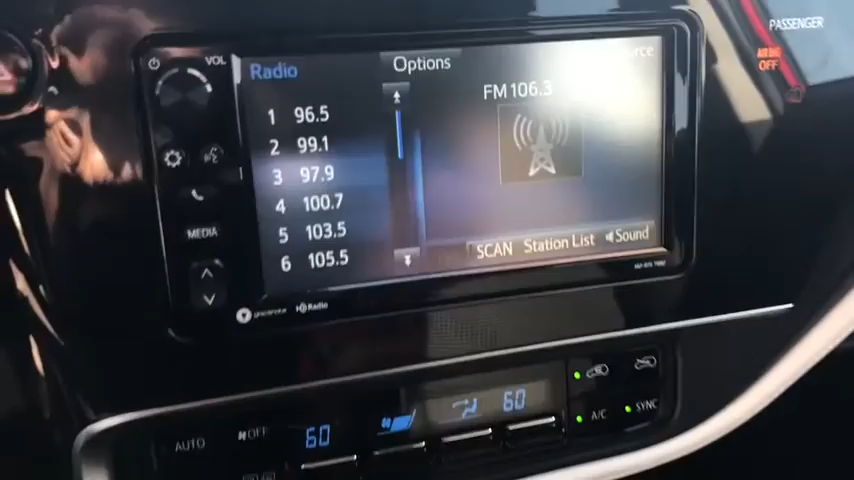 PASSENGER
AIR BAG
OFF
VOL
Radio
Options
FM 106.3
1 96.5
2 99.1
3 97.9
4 100.7
5 103.5
6 105.5
MEDIA
SCAN Station List Sound
HD Radio
AUTO
OFF
60
60
A/C
SYNC